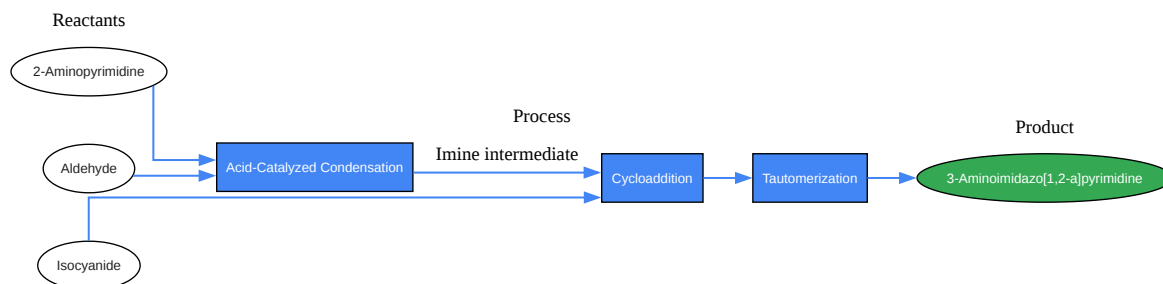 Reactants
2-Aminopyrimidine
Process
Product
Aldehyde
Acid-Catalyzed Condensation
Imine intermediate
Cycloaddition
Tautomerization
3-Aminoimidazo[1,2-a]pyrimidine
Isocyanide